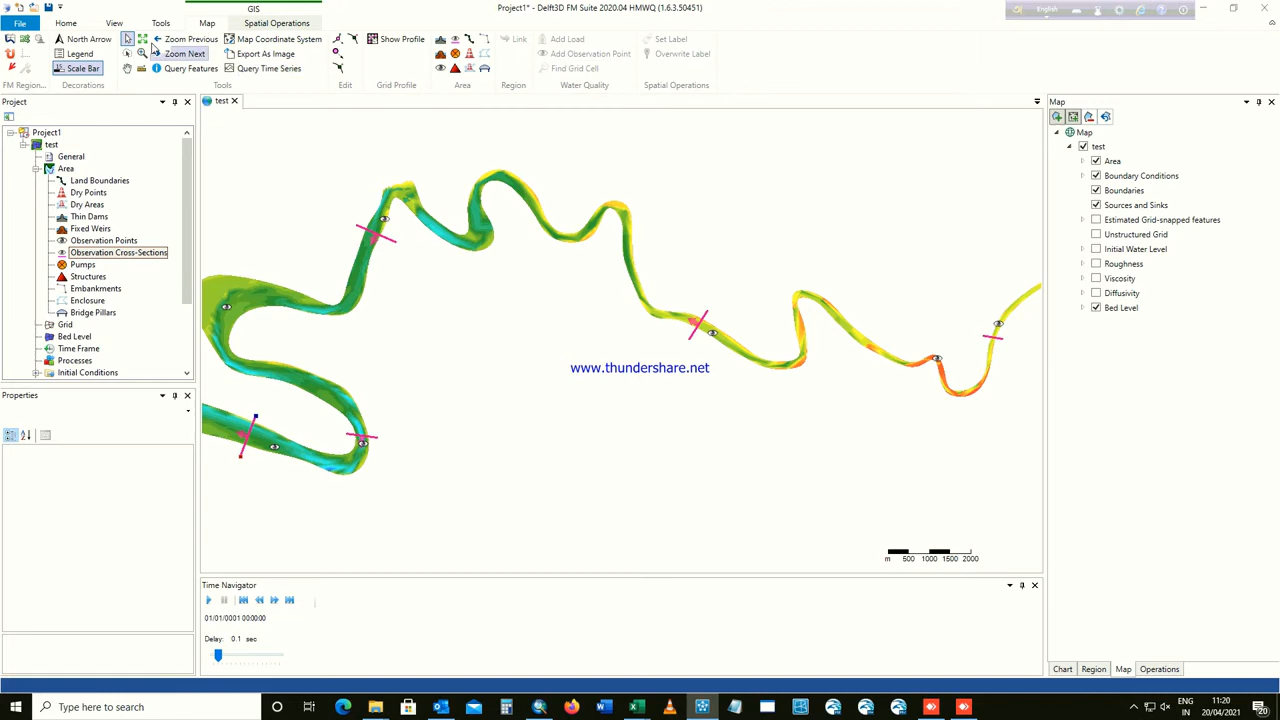 GIS
Project1* - Delft3D FM Suite 2020.04 HMWQ (1.6.3.50451)
English
File
Home
View
Tools
Map
Spatial Operations
North Arrow
Legend
Scale Bar
Zoom Previous
Zoom Next
Query Features
Map Coordinate System
Export As Image
Query Time Series
Show Profile
Link
Add Load
Add Observation Point
Find Grid Cell
Set Label
Overwrite Label
FM Region...
Decorations
Tools
Edit
Grid Profile
Area
Region
Water Quality
Spatial Operations
Project
Project1
test
General
Area
Land Boundaries
Dry Points
Dry Areas
Thin Dams
Fixed Weirs
Observation Points
Observation Cross-Sections
Pumps
Structures
Embankments
Enclosure
Bridge Pillars
Grid
Bed Level
Time Frame
Processes
Initial Conditions
Properties
test
www.thundershare.net
m 500 1000 1500 2000
Time Navigator
01/01/0001 00:00:00
Delay: 0.1 sec
Map
Map
test
Area
Boundary Conditions
Boundaries
Sources and Sinks
Estimated Grid-snapped features
Unstructured Grid
Initial Water Level
Roughness
Viscosity
Diffusivity
Bed Level
Chart
Region
Map
Operations
Type here to search
ENG
IN
11:20
20/04/2021
20